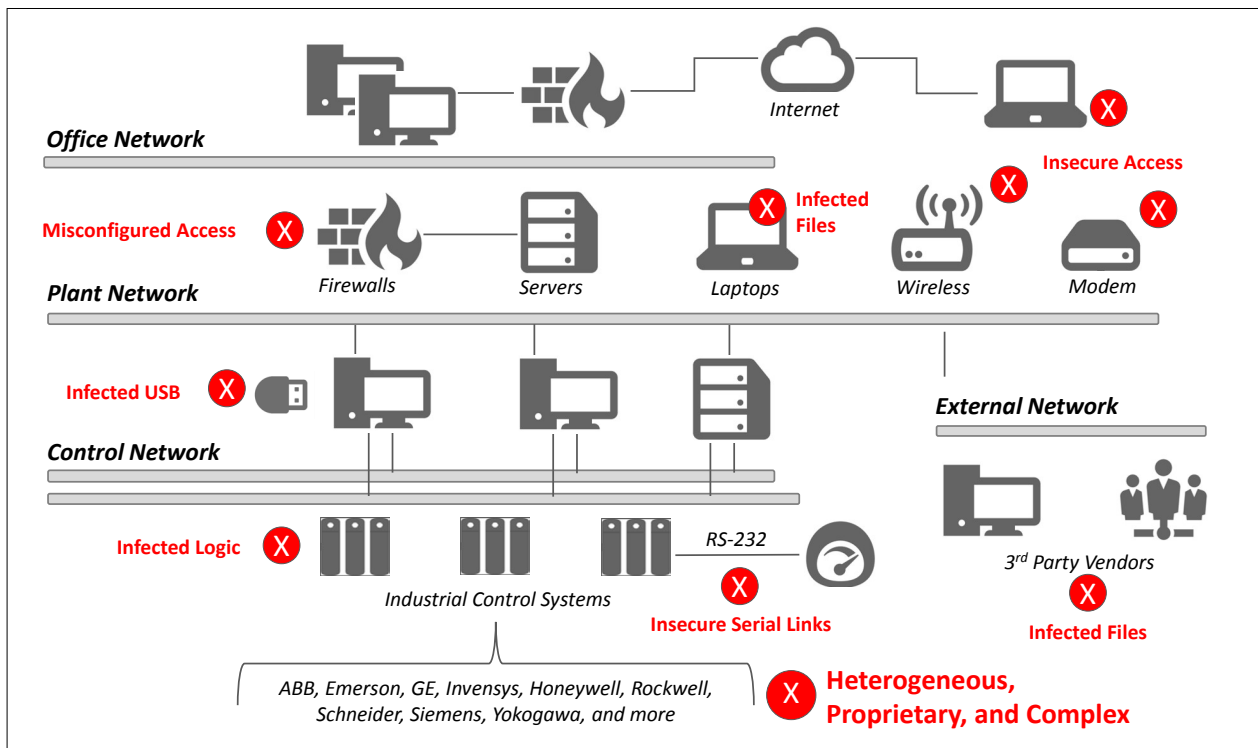 Internet
Office Network
X
Insecure Access
X
Misconfigured Access
X
X
Infected
Files
X
Firewalls
Servers
Laptops
Wireless
Modem
Plant Network
Infected USB
X
External Network
Control Network
Infected Logic
X
RS-232
3rd Party Vendors
Industrial Control Systems
X
Insecure Serial Links
X
Infected Files
ABB, Emerson, GE, Invensys, Honeywell, Rockwell,
Schneider, Siemens, Yokogawa, and more
X
Heterogeneous,
Proprietary, and Complex